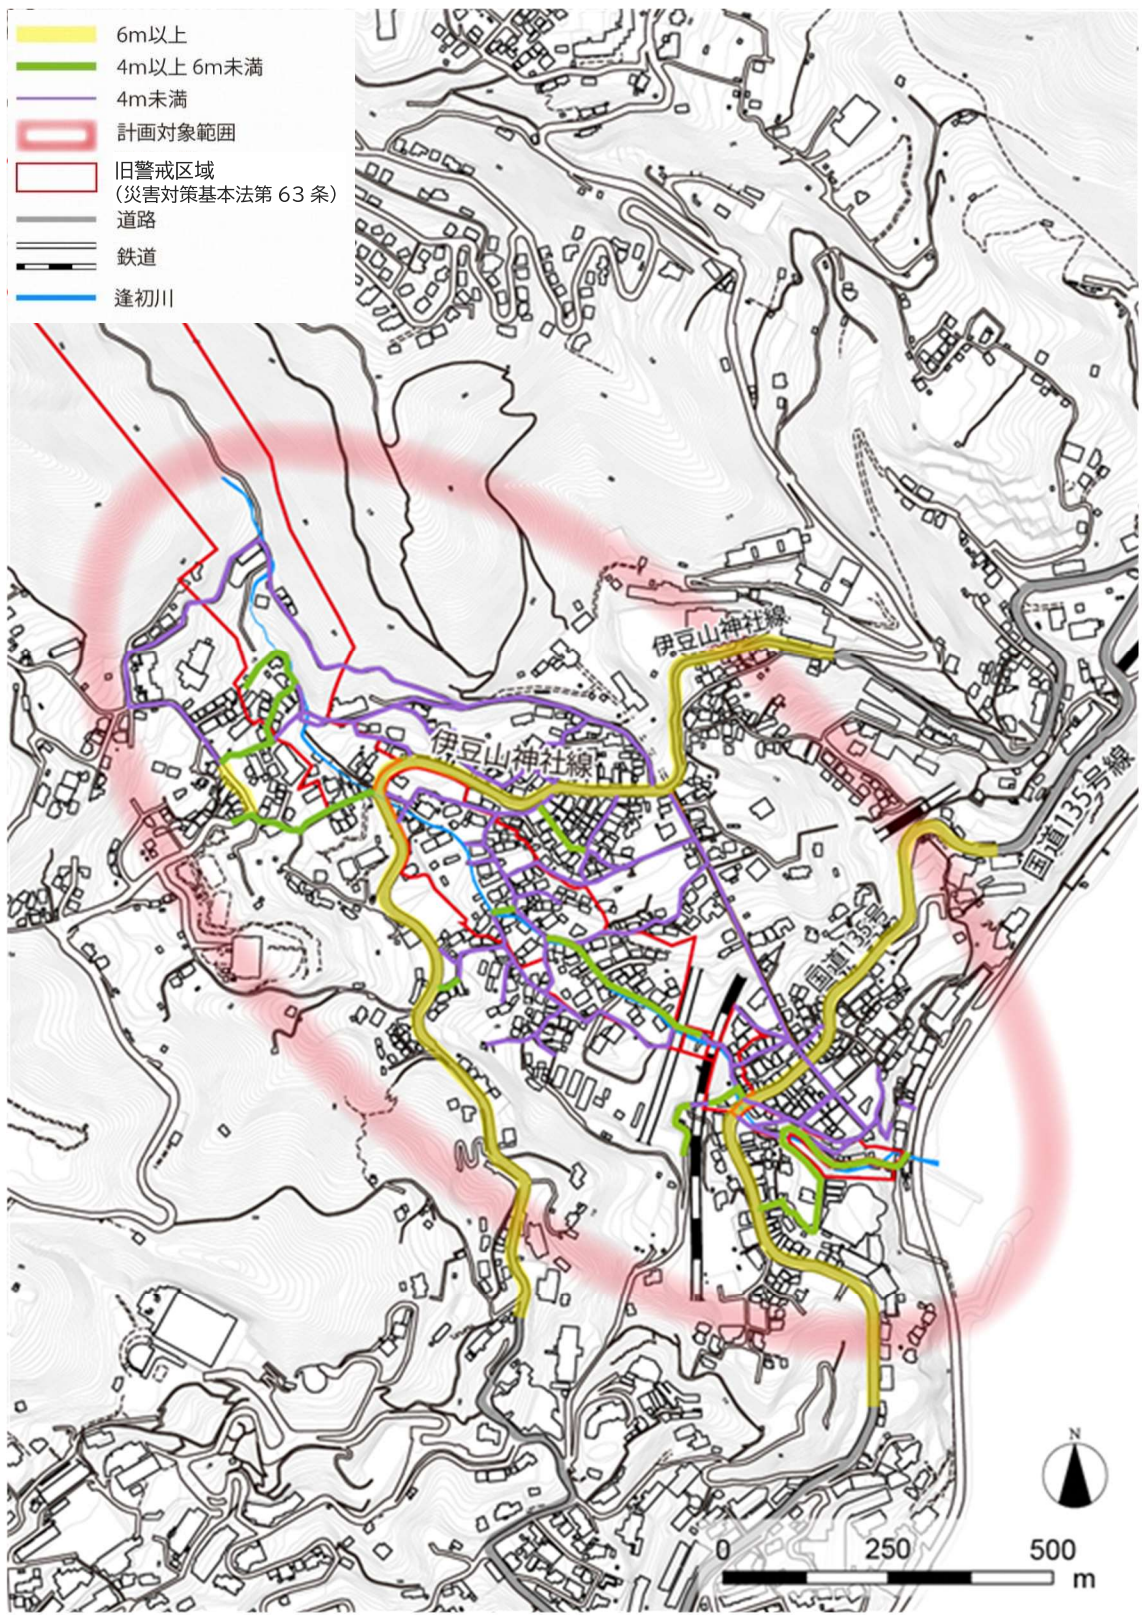 6m以上
4m以上 6m未満
4m未満
計画対象範囲
旧警戒区域
（災害対策基本法第 63 条）
道路
鉄道
逢初川
伊豆山神社線
伊豆山神社線
国道135号線
国道135号
N
0 250 500
m